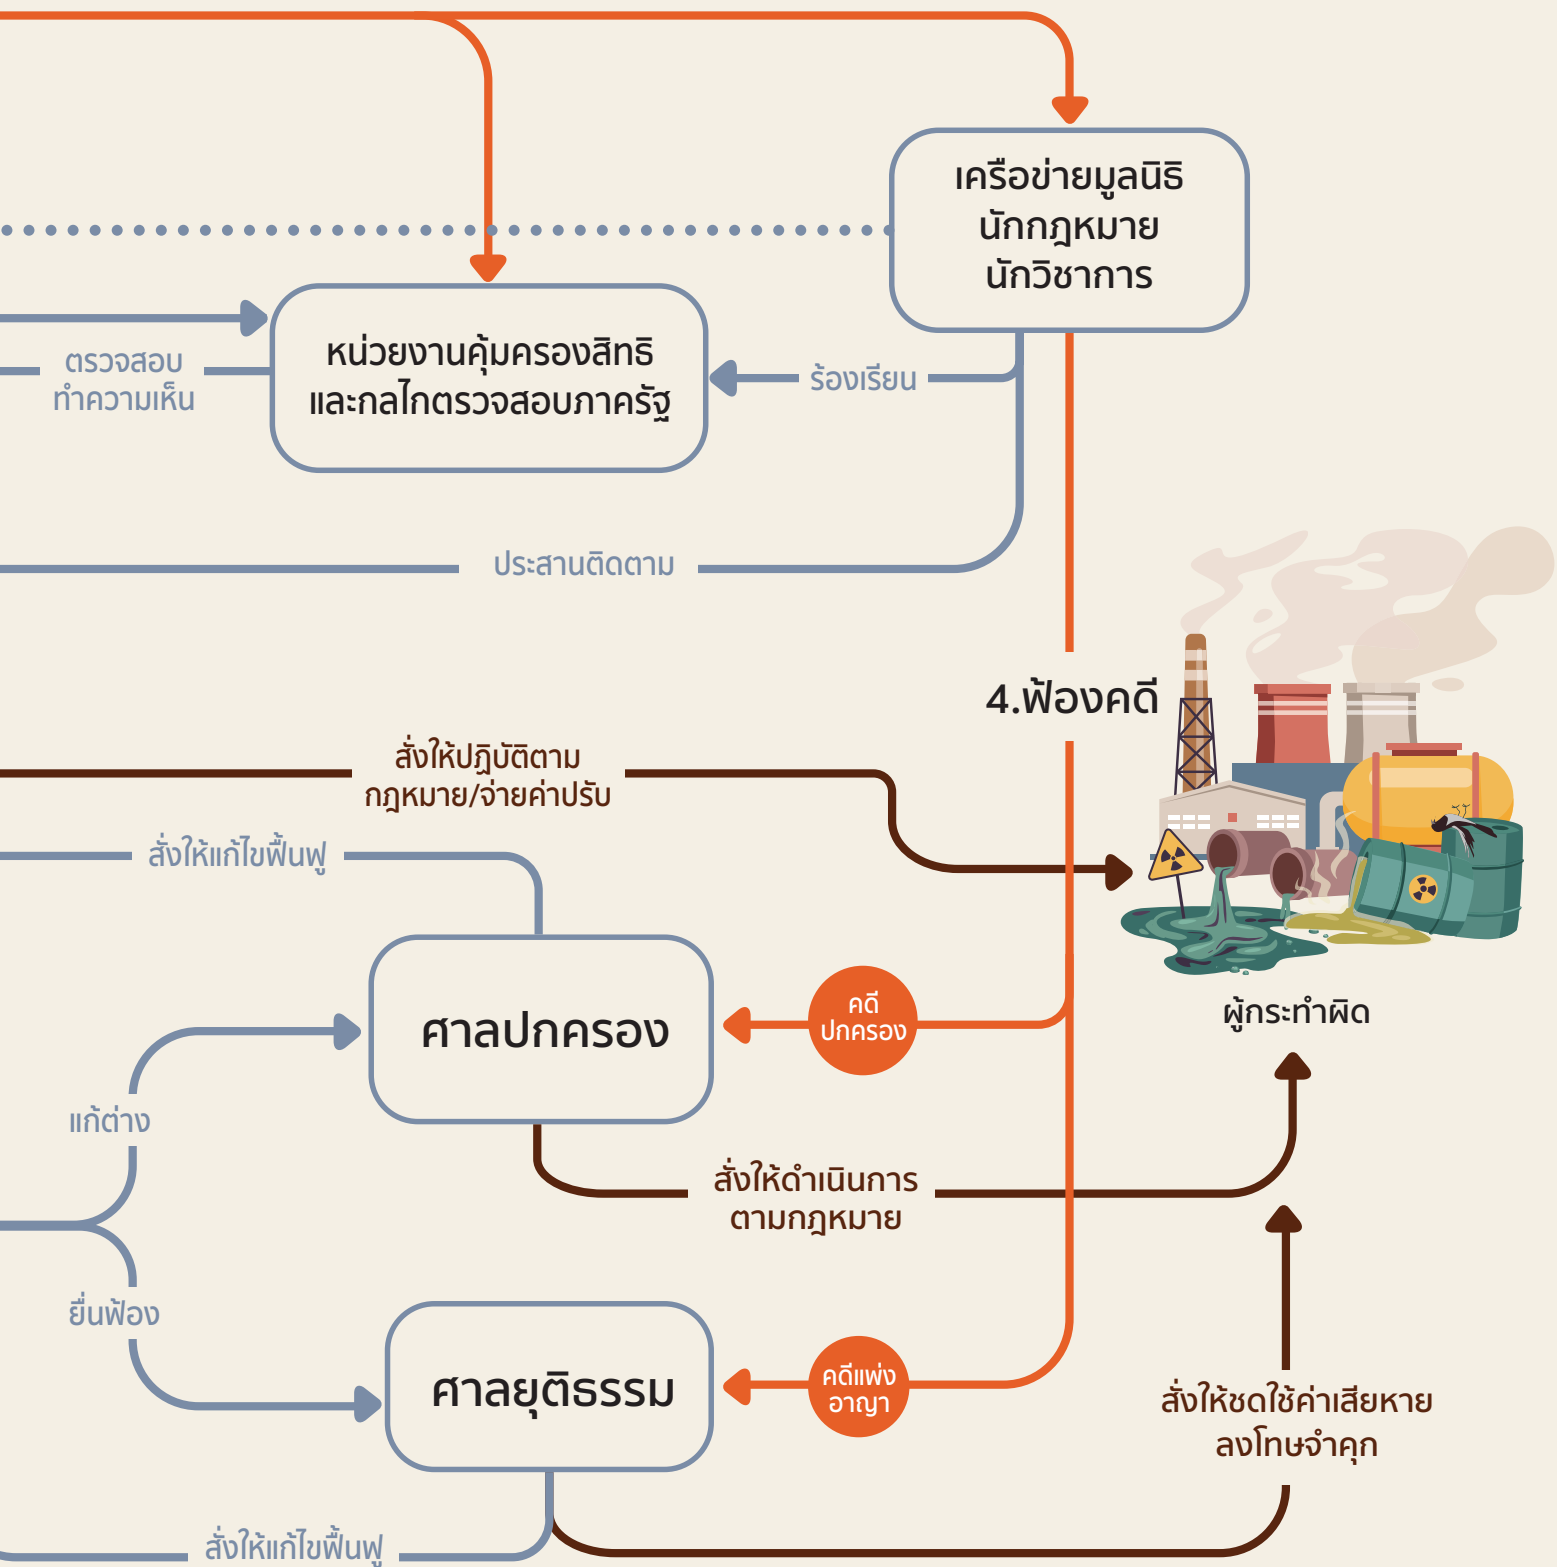 เครือข่ายมูลนิธิ
นักกฎหมาย
นักวิชาการ
หน่วยงานคุ้มครองสิทธิ
และกลไกตรวจสอบภาครัฐ
ตรวจสอบ
ทำความเห็น
ร้องเรียน
ประสานติดตาม
4.ฟ้องคดี
สั่งให้ปฏิบัติตาม
กฎหมาย/จ่ายค่าปรับ
สั่งให้แก้ไขฟื้นฟู
ศาลปกครอง
คดี
ปกครอง
ผู้กระทำผิด
แก้ต่าง
สั่งให้ดำเนินการ
ตามกฎหมาย
ยื่นฟ้อง
ศาลยุติธรรม
คดีแพ่ง
อาญา
สั่งให้ชดใช้ค่าเสียหาย
ลงโทษจำคุก
สั่งให้แก้ไขฟื้นฟู